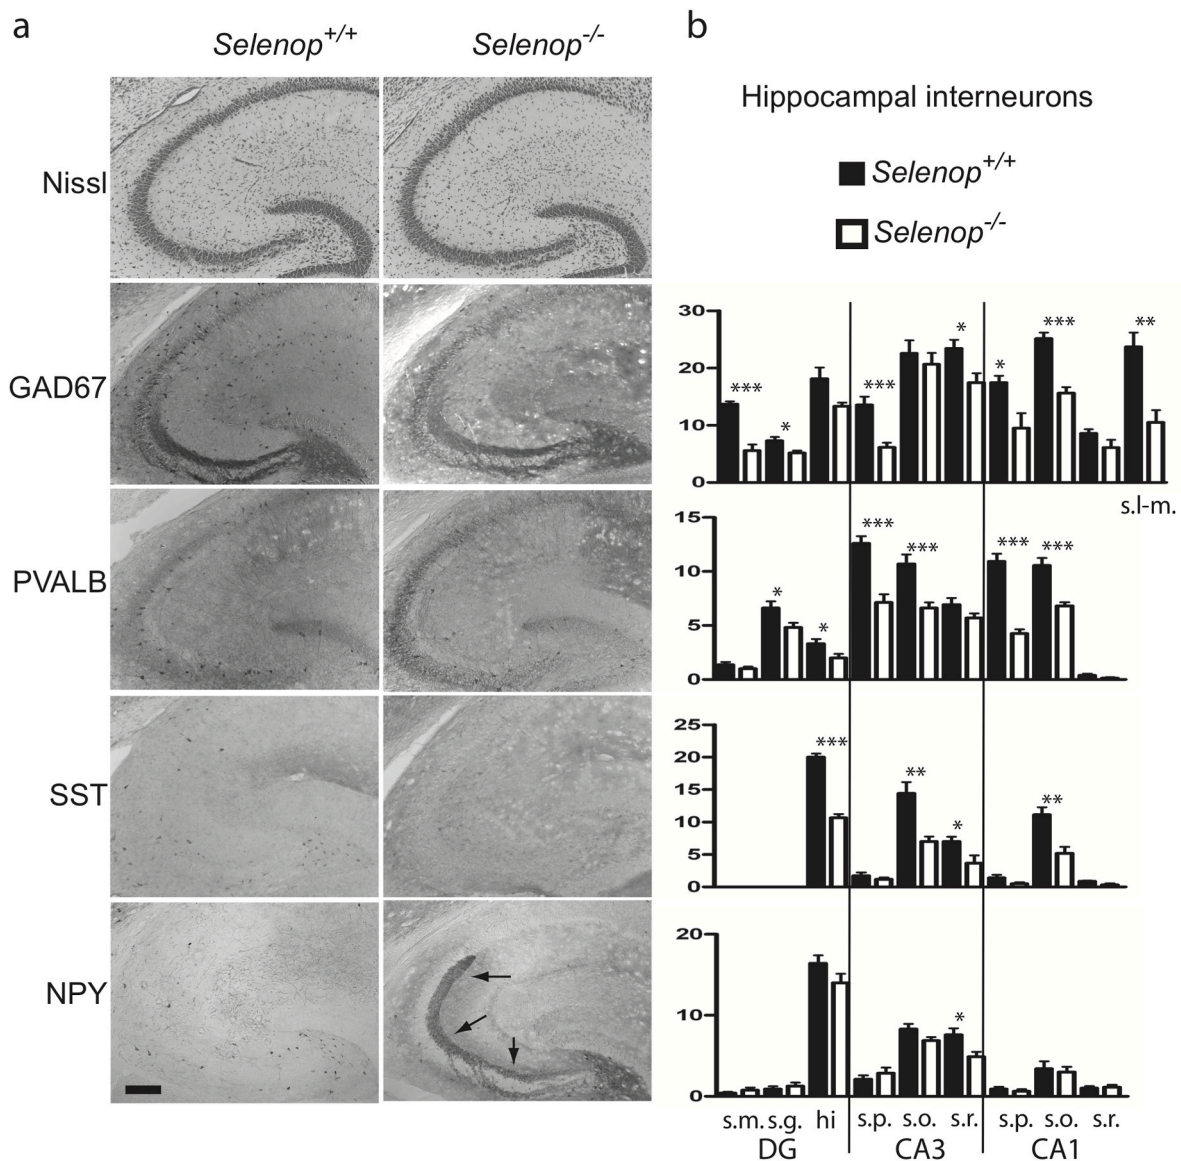 a
Selenop+/+
Selenop-/-
Nissl
GAD67
PVALB
SST
NPY
b
Hippocampal interneurons
Selenop+/+
Selenop-/-
30
20
10
0
***
*
***
*
*
***
**
s.l-m.
15
10
5
0
*
*
***
***
***
***
25
20
15
10
5
0
***
**
*
**
20
10
0
*
s.m. s.g. hi s.p. s.o. s.r. s.p. s.o. s.r.
DG CA3 CA1